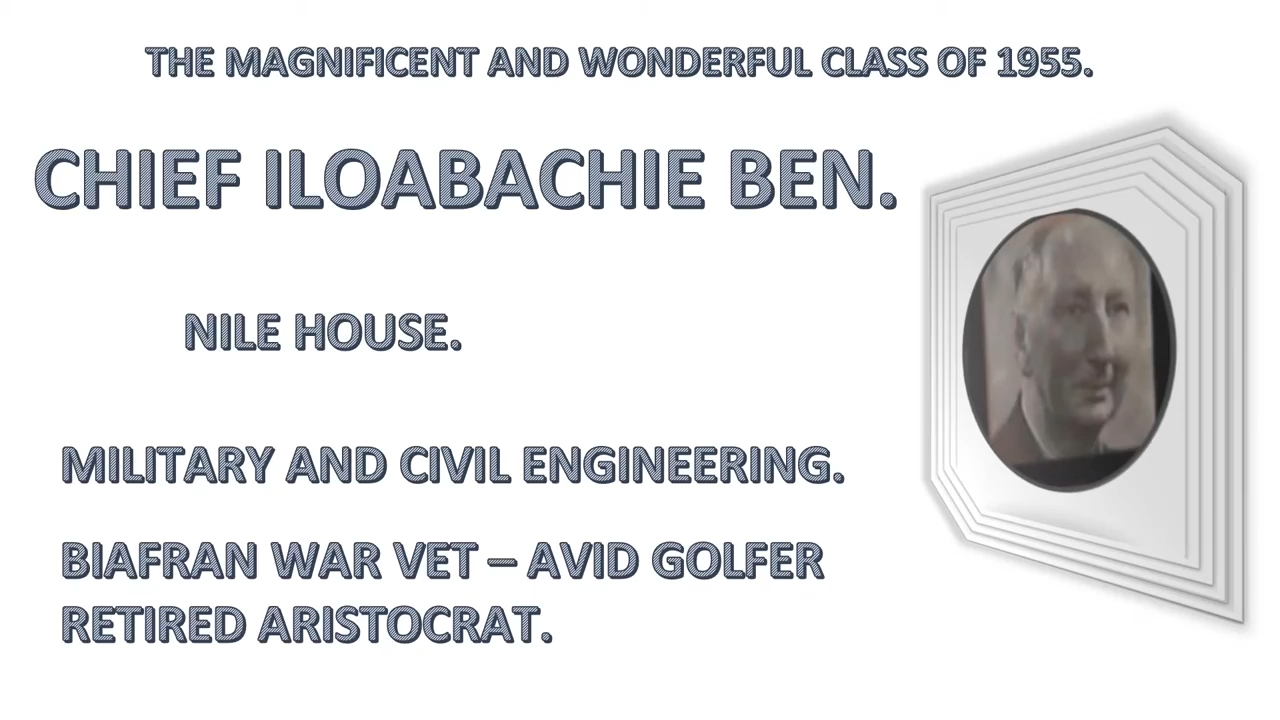 THE MAGNIFICENT AND WONDERFUL CLASS OF 1955.
CHIEF ILOABACHIE BEN.
NILE HOUSE.
MILITARY AND CIVIL ENGINEERING.
BIAFRAN WAR VET – AVID GOLFER
RETIRED ARISTOCRAT.